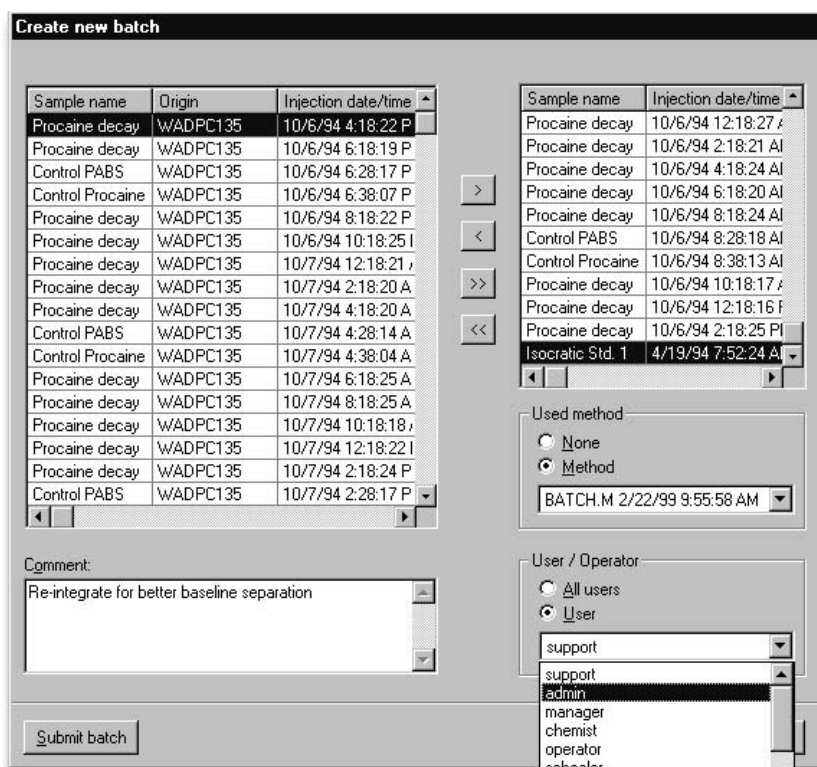 Create new batch
Sample name Origin Injection date/time
Procaine decay WADPC135 10/6/94 4:18:22 P
Procaine decay WADPC135 10/6/94 6:18:19 P
Control PABS WADPC135 10/6/94 6:28:17 P
Control Procaine WADPC135 10/6/94 6:38:07 P
Procaine decay WADPC135 10/6/94 8:18:22 P
Procaine decay WADPC135 10/6/94 10:18:25
Procaine decay WADPC135 10/7/94 12:18:21
Procaine decay WADPC135 10/7/94 2:18:20 A
Procaine decay WADPC135 10/7/94 4:18:20 A
Control PABS WADPC135 10/7/94 4:28:14 A
Control Procaine WADPC135 10/7/94 4:38:04 A
Procaine decay WADPC135 10/7/94 6:18:25 A
Procaine decay WADPC135 10/7/94 8:18:25 A
Procaine decay WADPC135 10/7/94 10:18:18
Procaine decay WADPC135 10/7/94 12:18:22
Procaine decay WADPC135 10/7/94 2:18:24 P
Control PABS WADPC135 10/7/94 2:28:17 P
>
<
>>
<<
Sample name Injection date/time
Procaine decay 10/6/94 12:18:27
Procaine decay 10/6/94 2:18:21 A
Procaine decay 10/6/94 4:18:24 A
Procaine decay 10/6/94 6:18:20 A
Procaine decay 10/6/94 8:18:24 A
Control PABS 10/6/94 8:28:18 A
Control Procaine 10/6/94 8:38:13 A
Procaine decay 10/6/94 10:18:17
Procaine decay 10/6/94 12:18:16
Procaine decay 10/6/94 2:18:25 P
Isocratic Std. 1 4/19/94 7:52:24 A
Used method
None
Method
BATCH.M 2/22/99 9:55:58 AM
Comment:
Re-integrate for better baseline separation
User / Operator
All users
User
support
support
admin
manager
chemist
operator
Submit batch